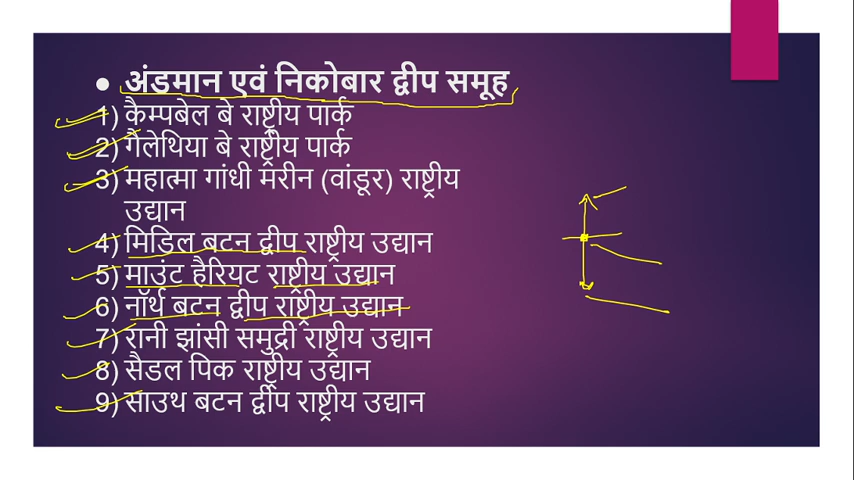 ● अंडमान एवं निकोबार द्वीप समूह
1) कैम्पबेल बे राष्ट्रीय पार्क
2) गैलेथिया बे राष्ट्रीय पार्क
3) महात्मा गांधी मरीन (वांडूर) राष्ट्रीय
उद्यान
4) मिडिल बटन द्वीप राष्ट्रीय उद्यान
5) माउंट हैरियट राष्ट्रीय उद्यान
6) नॉर्थ बटन द्वीप राष्ट्रीय उद्यान
7) रानी झांसी समुद्री राष्ट्रीय उद्यान
8) सैडल पिक राष्ट्रीय उद्यान
9) साउथ बटन द्वीप राष्ट्रीय उद्यान